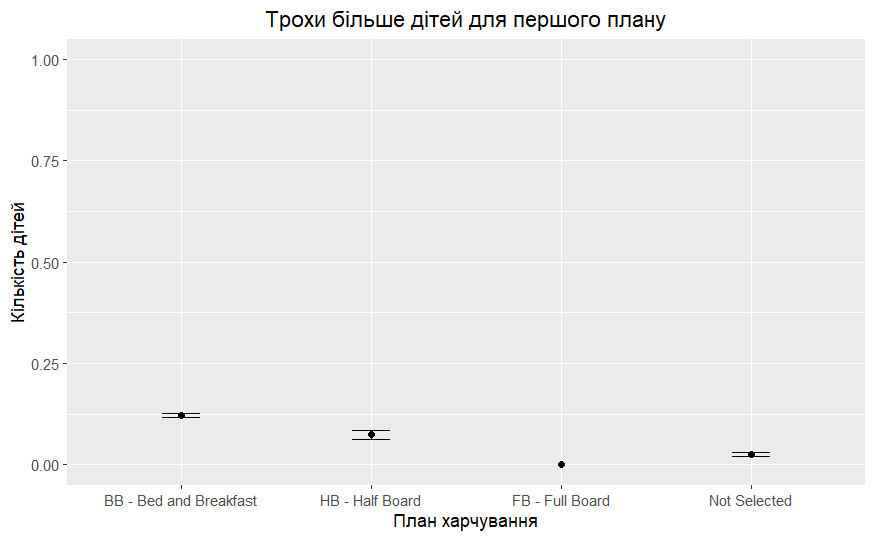 Трохи більше дітей для першого плану
Кількість дітей
1.00
0.75
0.50
0.25
0.00
BB - Bed and Breakfast
HB - Half Board
FB - Full Board
Not Selected
План харчування